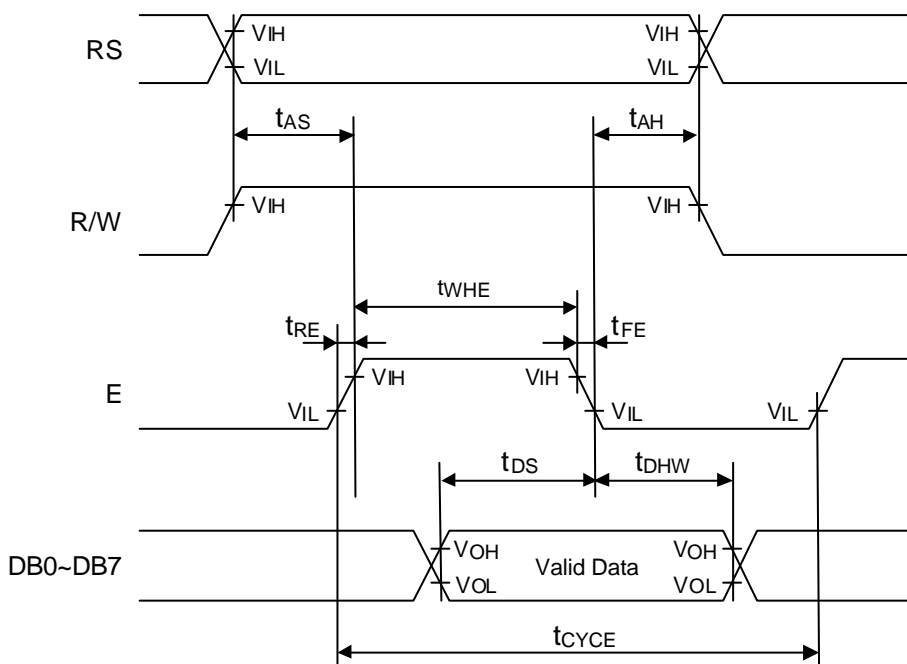 RS
VIH
VIH
VIL
VIL
tAS
tAH
R/W
VIH
VIH
tWHE
tRE
tFE
E
VIH
VIH
VIL
VIL
VIL
tDS
tDHW
DB0~DB7
VOH
Valid Data
VOH
VOL
VOL
tCYCE